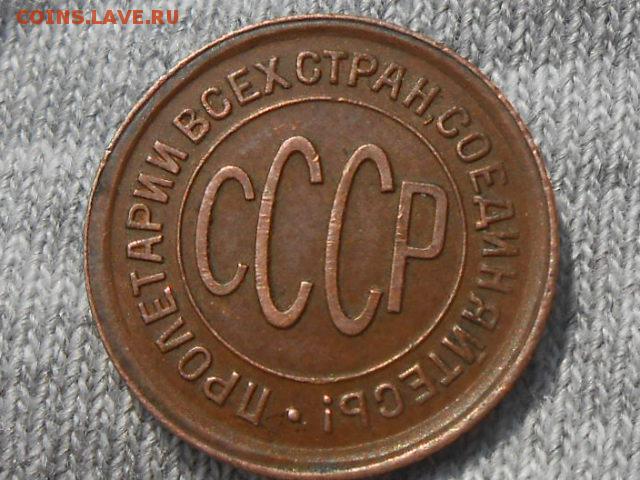 COINS.LAVE.RU
ПРОЛЕТАРИИ ВСЕХ СТРАН, СОЕДИНЯЙТЕСЬ! •
СССР